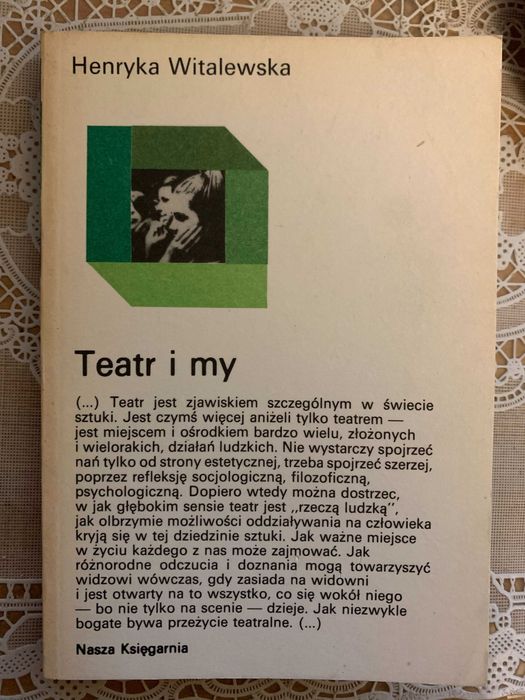 Henryka Witalewska
Teatr i my
(...) Teatr jest zjawiskiem szczególnym w świecie
sztuki. Jest czymś więcej aniżeli tylko teatrem —
jest miejscem i ośrodkiem bardzo wielu, złożonych
i wielorakich, działań ludzkich. Nie wystarczy spojrzeć
nań tylko od strony estetycznej, trzeba spojrzeć szerzej,
poprzez refleksję socjologiczną, filozoficzną,
psychologiczną. Dopiero wtedy można dostrzec,
w jak głębokim sensie teatr jest „rzeczą ludzką",
jak olbrzymie możliwości oddziaływania na człowieka
kryją się w tej dziedzinie sztuki. Jak ważne miejsce
w życiu każdego z nas może zajmować. Jak
różnorodne odczucia i doznania mogą towarzyszyć
widzowi wówczas, gdy zasiada na widowni
i jest otwarty na to wszystko, co się wokół niego
— bo nie tylko na scenie — dzieje. Jak niezwykle
bogate bywa przeżycie teatralne. (...)
Nasza Księgarnia